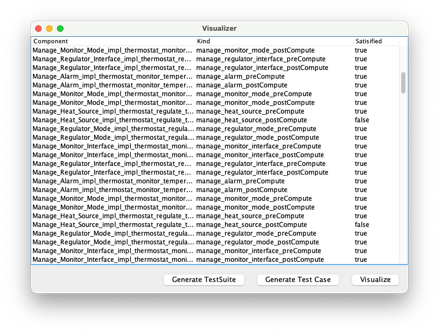 Visualizer
Component Kind Satisified
Manage_Monitor_Mode_impl_thermostat_monitor... manage_monitor_mode_postCompute true
Manage_Regulator_Interface_impl_thermostat_re... manage_regulator_interface_preCompute true
Manage_Regulator_Interface_impl_thermostat_re... manage_regulator_interface_postCompute true
Manage_Alarm_impl_thermostat_monitor_temper... manage_alarm_preCompute true
Manage_Alarm_impl_thermostat_monitor_temper... manage_alarm_postCompute true
Manage_Monitor_Mode_impl_thermostat_monitor... manage_monitor_mode_preCompute true
Manage_Monitor_Mode_impl_thermostat_monitor... manage_monitor_mode_postCompute true
Manage_Heat_Source_impl_thermostat_regulate_t... manage_heat_source_preCompute true
Manage_Heat_Source_impl_thermostat_regulate_t... manage_heat_source_postCompute false
Manage_Regulator_Mode_impl_thermostat_regula... manage_regulator_mode_preCompute true
Manage_Regulator_Mode_impl_thermostat_regula... manage_regulator_mode_postCompute true
Manage_Monitor_Interface_impl_thermostat_moni... manage_monitor_interface_preCompute true
Manage_Monitor_Interface_impl_thermostat_moni... manage_monitor_interface_postCompute true
Manage_Regulator_Interface_impl_thermostat_re... manage_regulator_interface_preCompute true
Manage_Regulator_Interface_impl_thermostat_re... manage_regulator_interface_postCompute true
Manage_Alarm_impl_thermostat_monitor_temper... manage_alarm_preCompute true
Manage_Alarm_impl_thermostat_monitor_temper... manage_alarm_postCompute true
Manage_Monitor_Mode_impl_thermostat_monitor... manage_monitor_mode_preCompute true
Manage_Monitor_Mode_impl_thermostat_monitor... manage_monitor_mode_postCompute true
Manage_Heat_Source_impl_thermostat_regulate_t... manage_heat_source_preCompute true
Manage_Heat_Source_impl_thermostat_regulate_t... manage_heat_source_postCompute false
Manage_Regulator_Mode_impl_thermostat_regula... manage_regulator_mode_preCompute true
Manage_Regulator_Mode_impl_thermostat_regula... manage_regulator_mode_postCompute true
Manage_Monitor_Interface_impl_thermostat_moni... manage_monitor_interface_preCompute true
Manage_Monitor_Interface_impl_thermostat_moni... manage_monitor_interface_postCompute true
Generate TestSuite Generate Test Case Visualize